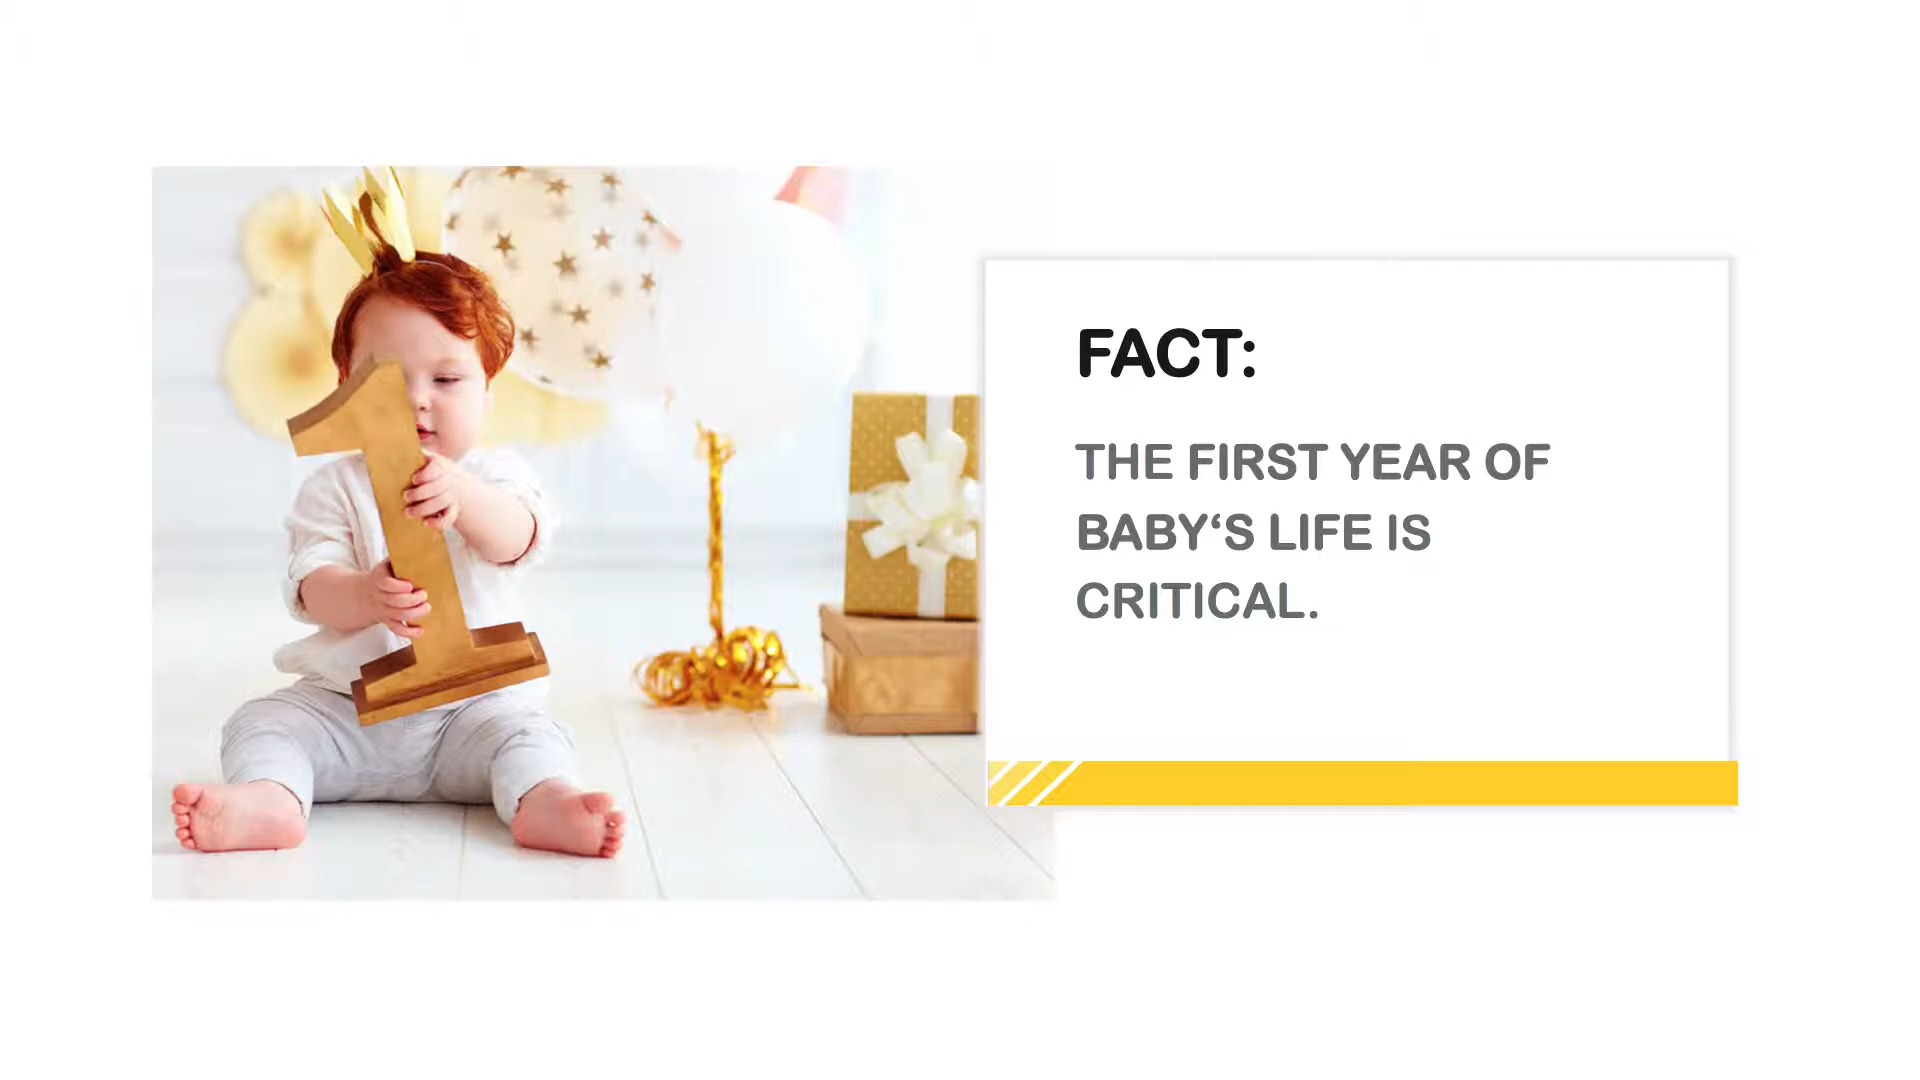 FACT:
THE FIRST YEAR OF
BABY‘S LIFE IS
CRITICAL.